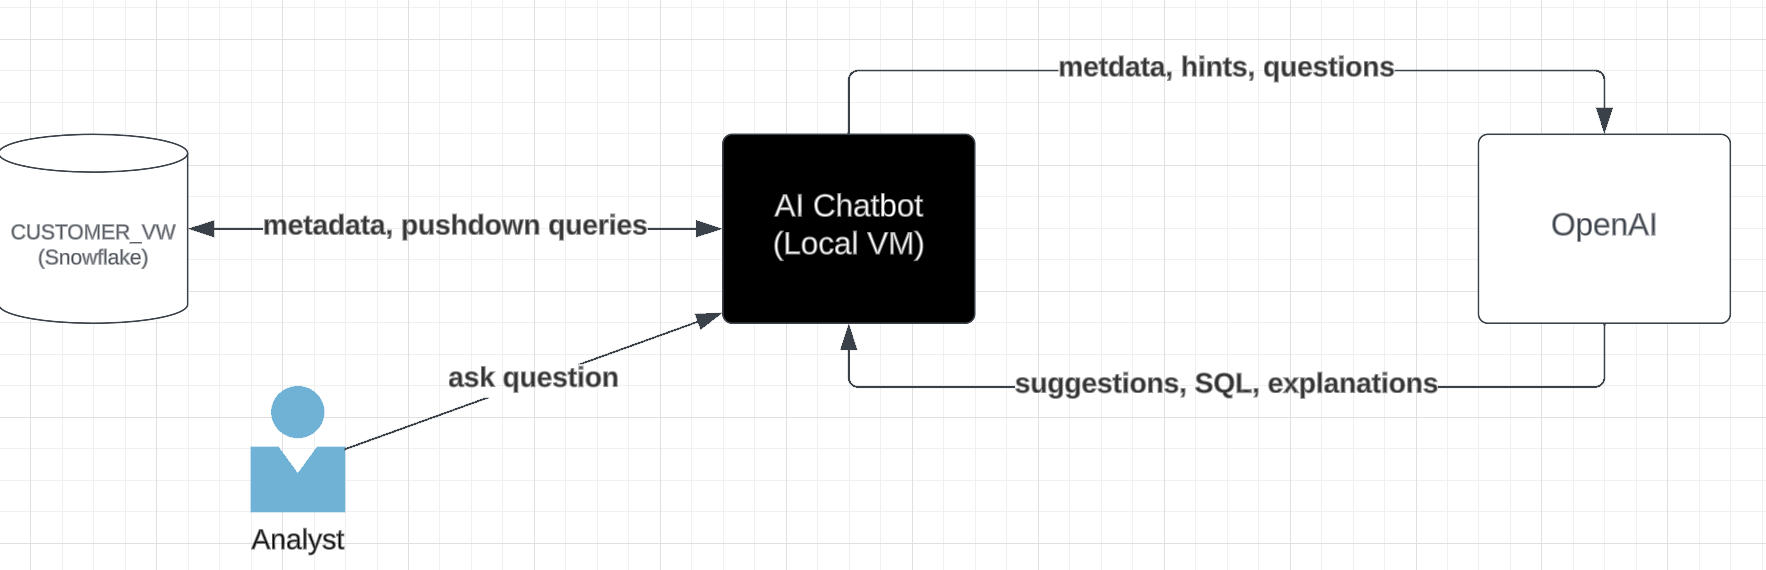 metdata, hints, questions
CUSTOMER_VW
(Snowflake)
metadata, pushdown queries
AI Chatbot
(Local VM)
OpenAI
ask question
suggestions, SQL, explanations
Analyst